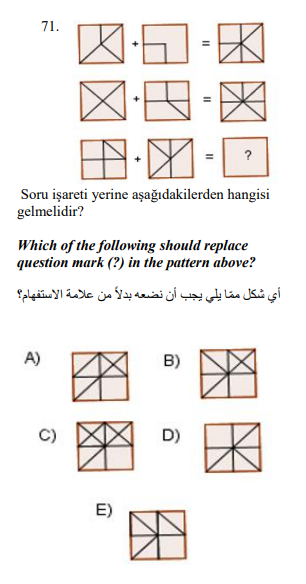 71.
+ =
+ =
+ = ?
Soru işareti yerine aşağıdakilerden hangisi
gelmelidir?
Which of the following should replace
question mark (?) in the pattern above?
أي شكل ممّا يلي يجب أن نضعه بدلاً من علامة الاستفهام؟
A)
B)
C)
D)
E)